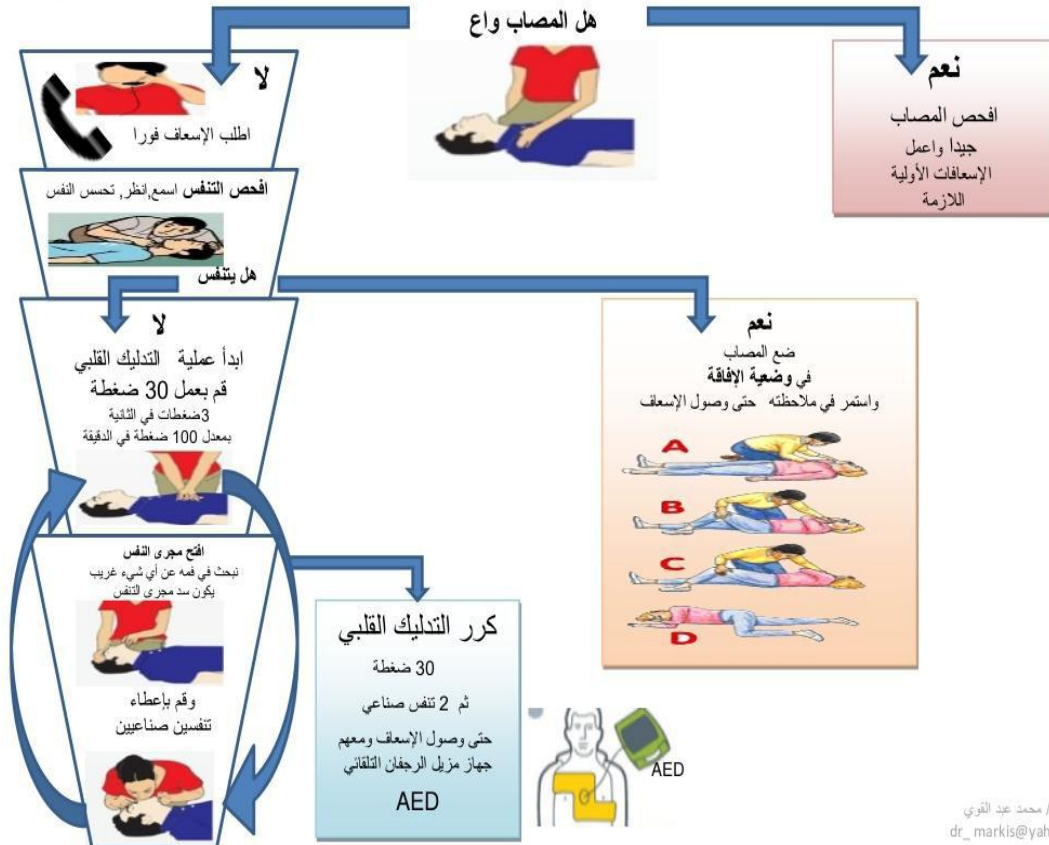 هل المصاب واع
نعم
افحص المصاب
جيدا واعمل
الإسعافات الأولية
اللازمة
لا
اطلب الإسعاف فورا
افحص التنفس اسمع,انظر, تحسس النفس
هل يتنفس
نعم
ضع المصاب
في وضعية الإفاقة
واستمر في ملاحظته حتى وصول الإسعاف
A
B
C
D
لا
ابدأ عملية التدليك القلبي
قم بعمل 30 ضغطة
3ضغطات في الثانية
بمعدل 100 ضغطة في الدقيقة
افتح مجرى النفس
نبحث في فمه عن أي شيء غريب
يكون سد مجرى التنفس
وقم بإعطاء
تنفسين صناعيين
كرر التدليك القلبي
30 ضغطة
ثم 2 تنفس صناعي
حتى وصول الإسعاف ومعهم
جهاز مزيل الرجفان التلقائي
AED
AED
/ محمد عبد القوي
dr_markis@yah